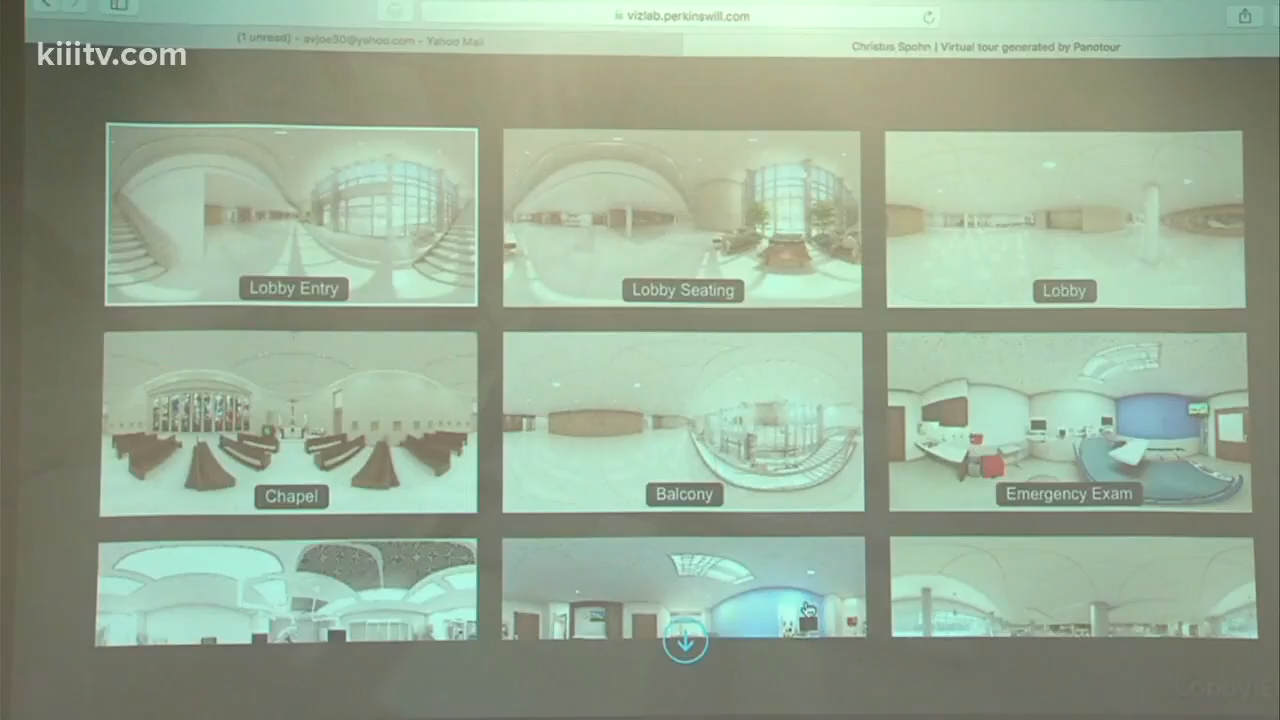 vizlab.perkinswill.com
(1 unread) - avjoe30@yahoo.com - Yahoo Mail
Christus Spohn | Virtual tour generated by Panotour
kiiitv.com
Lobby Entry
Lobby Seating
Lobby
Chapel
Balcony
Emergency Exam